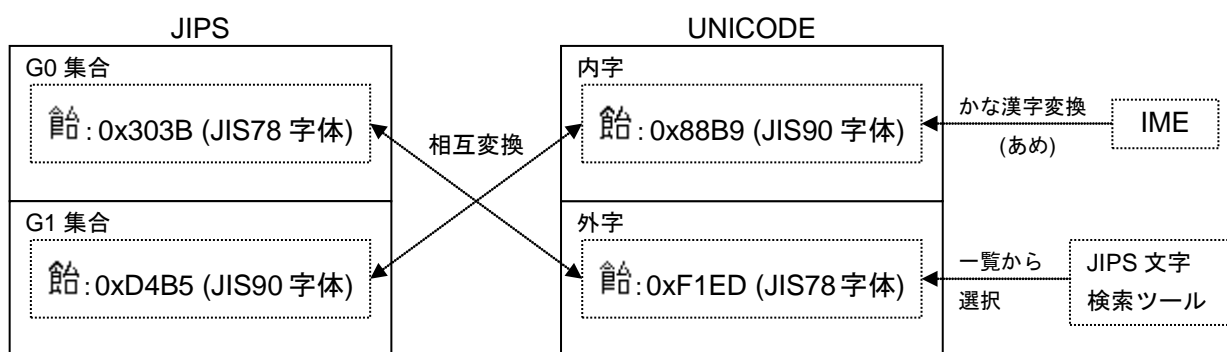 JIPS
UNICODE
G0 集合
飴: 0x303B (JIS78 字体)
G1 集合
飴: 0xD4B5 (JIS90 字体)
相互変換
内字
飴: 0x88B9 (JIS90 字体)
外字
飴: 0xF1ED (JIS78 字体)
かな漢字変換
(あめ)
IME
一覧から
選択
JIPS 文字
検索ツール